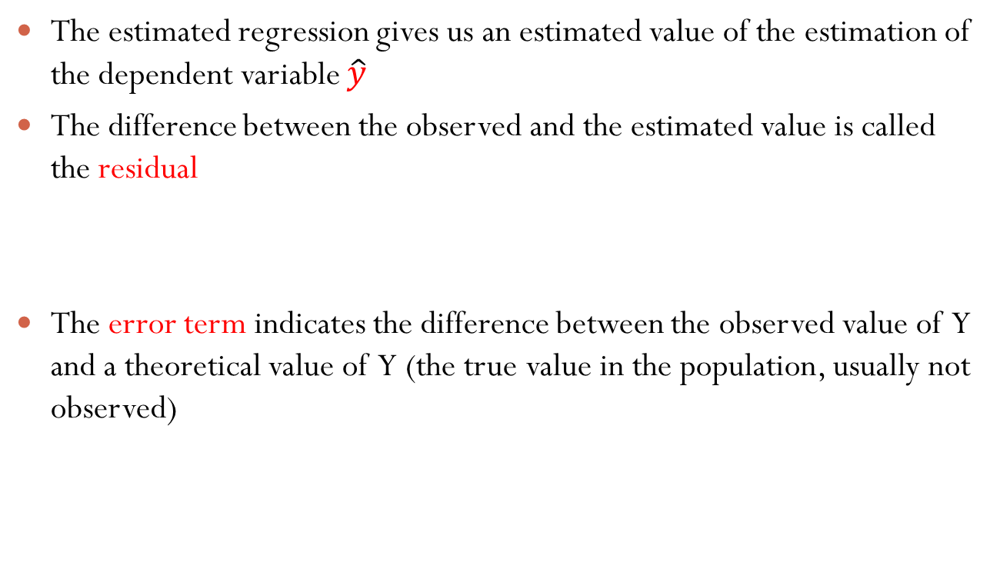 • The estimated regression gives us an estimated value of the estimation of
the dependent variable ŷ
• The difference between the observed and the estimated value is called
the residual
• The error term indicates the difference between the observed value of Y
and a theoretical value of Y (the true value in the population, usually not
observed)